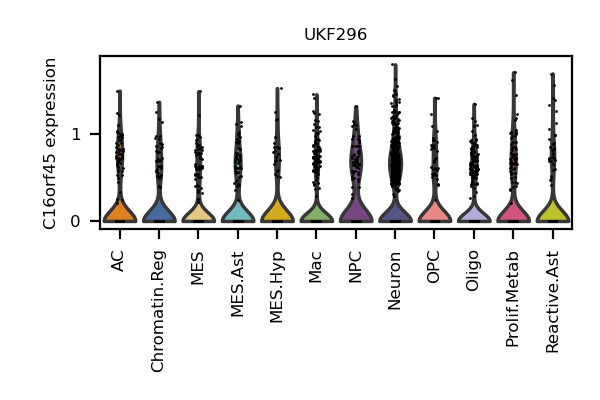 UKF296
C16orf45 expression
1
0
AC
Chromatin.Reg
MES
MES.Ast
MES.Hyp
Mac
NPC
Neuron
OPC
Oligo
Prolif.Metab
Reactive.Ast